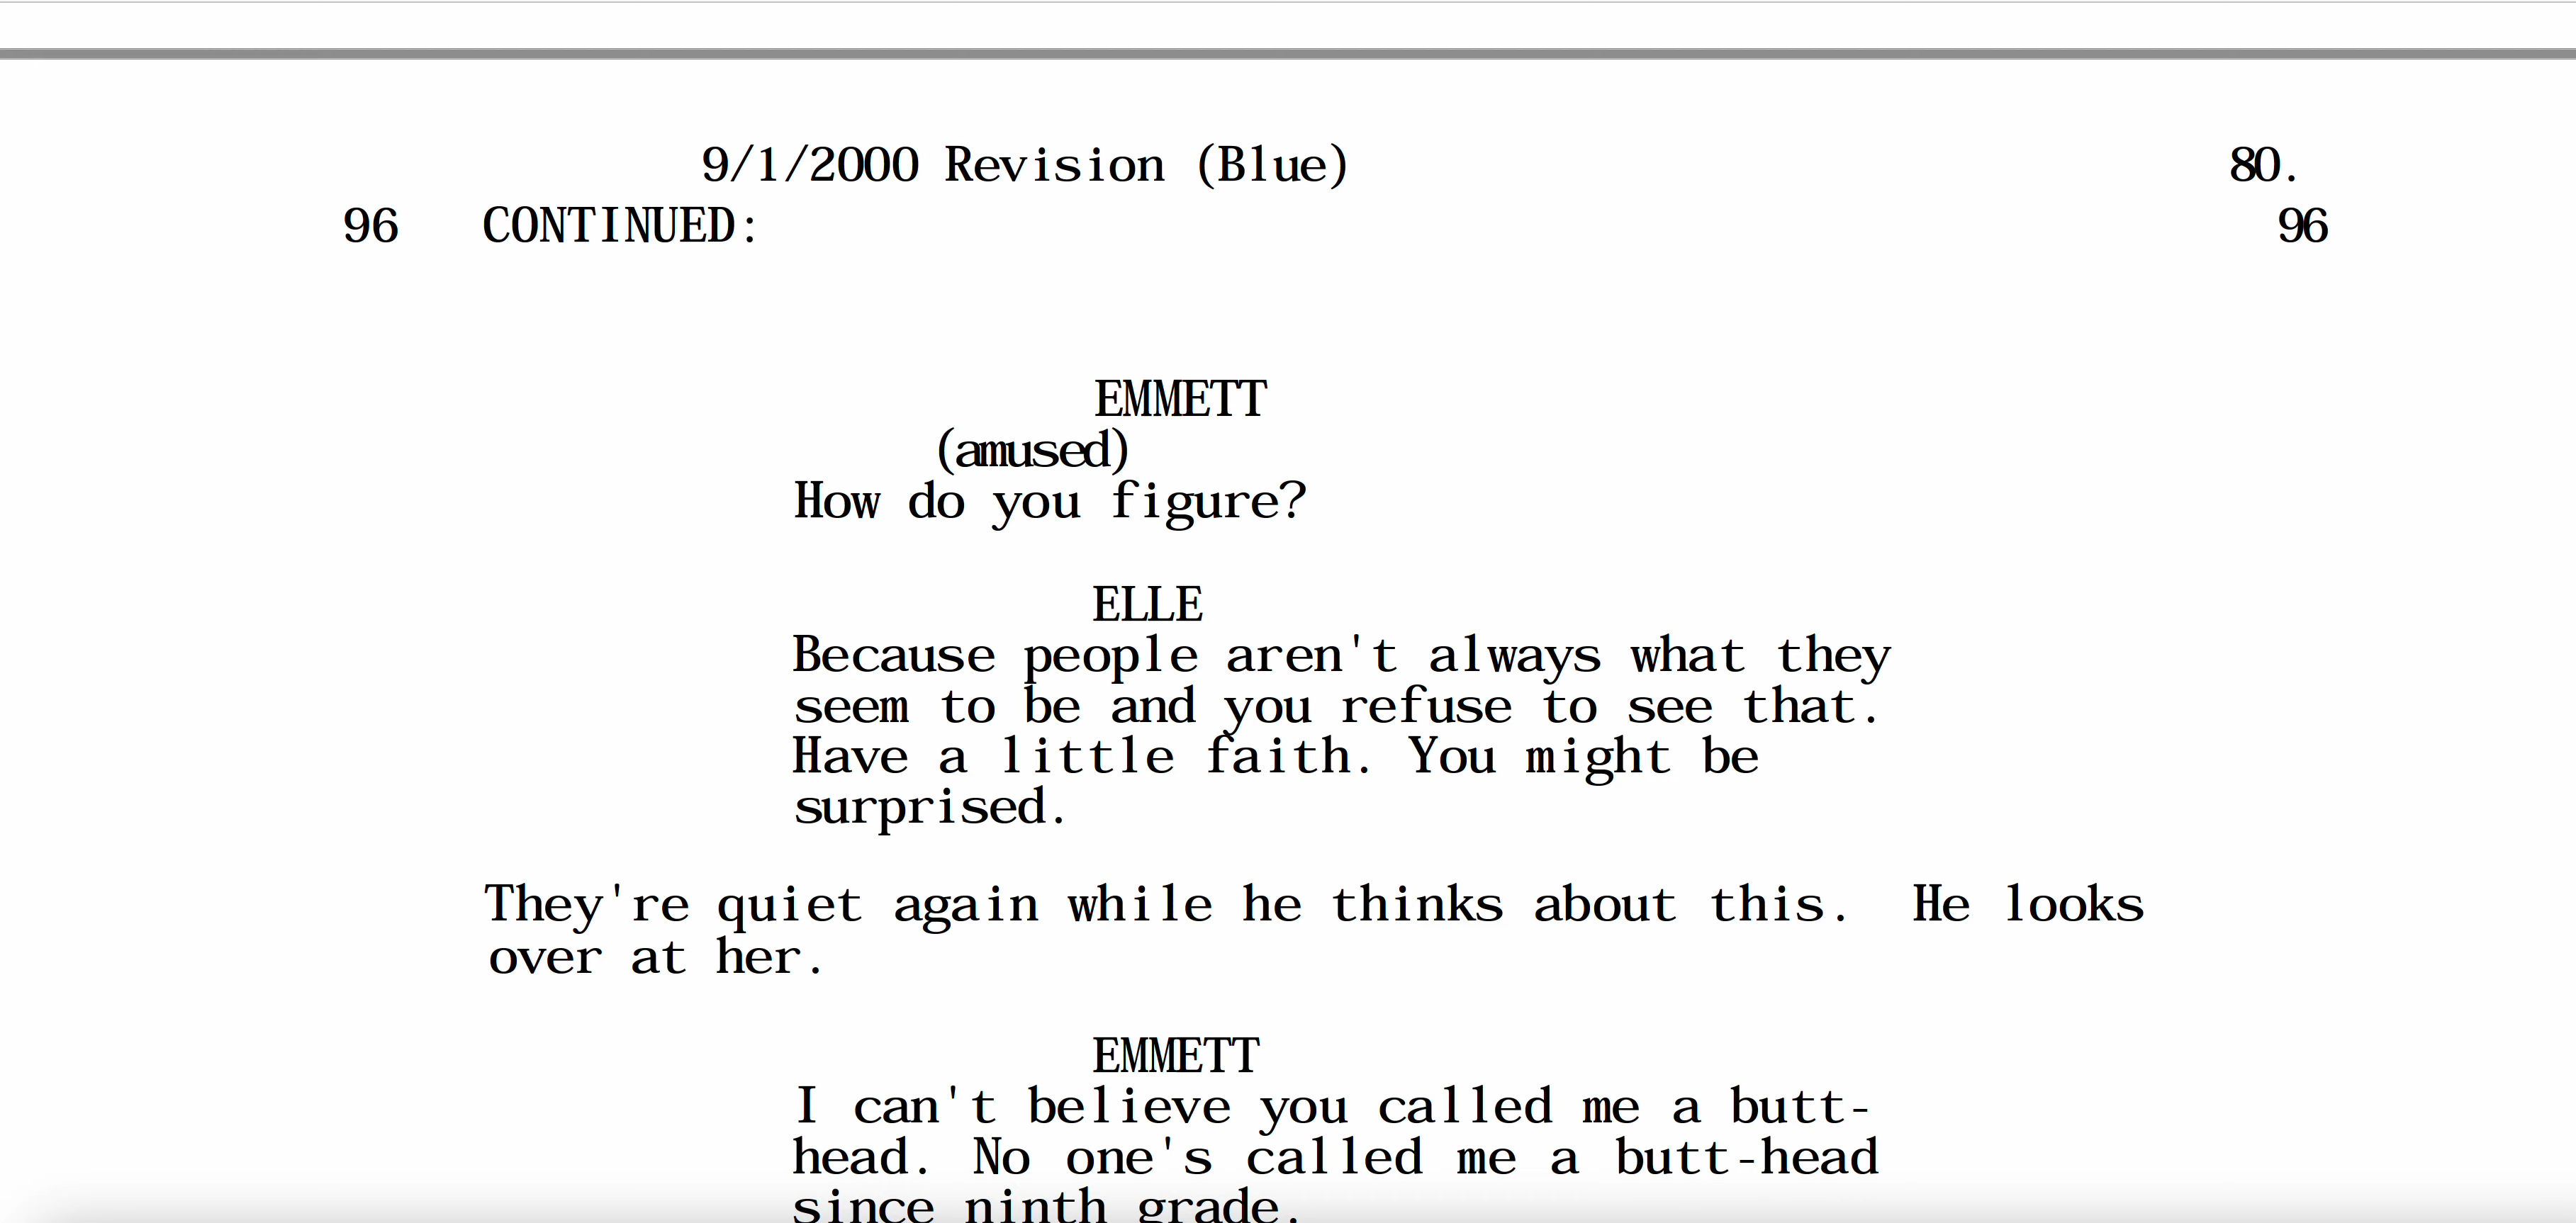 9/1/2000 Revision (Blue) 80.
96 CONTINUED: 96
EMMETT
(amused)
How do you figure?
ELLE
Because people aren't always what they
seem to be and you refuse to see that.
Have a little faith. You might be
surprised.
They're quiet again while he thinks about this. He looks
over at her.
EMMETT
I can't believe you called me a butt-
head. No one's called me a butt-head
since ninth grade.